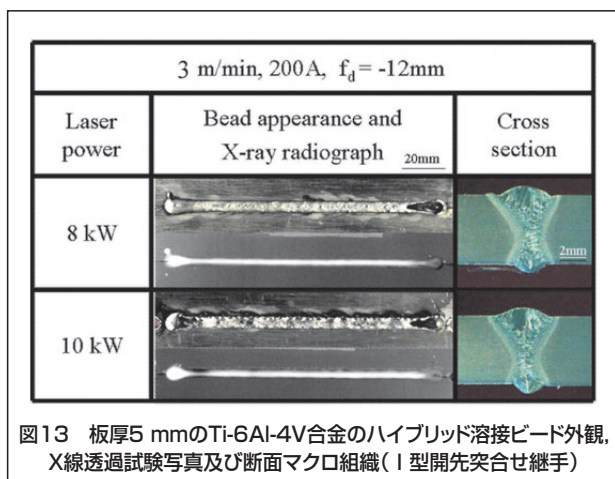 3 m/min, 200A, fd = -12mm
Laser power
Bead appearance and X-ray radiograph 20mm
Cross section
8 kW
2mm
10 kW
図13 板厚5 mmのTi-6Al-4V合金のハイブリッド溶接ビード外観,
X線透過試験写真及び断面マクロ組織(I型開先突合せ継手)